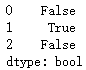 0    False
1     True
2    False
dtype: bool